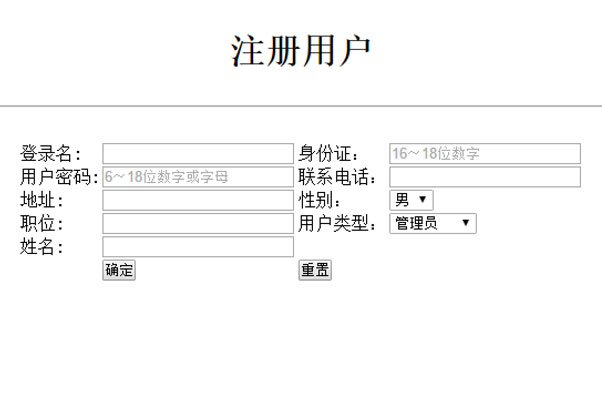 注册用户
登录名： 身份证： 16～18位数字
用户密码: 6～18位数字或字母 联系电话：
地址： 性别： 男
职位： 用户类型： 管理员
姓名：
确定 重置